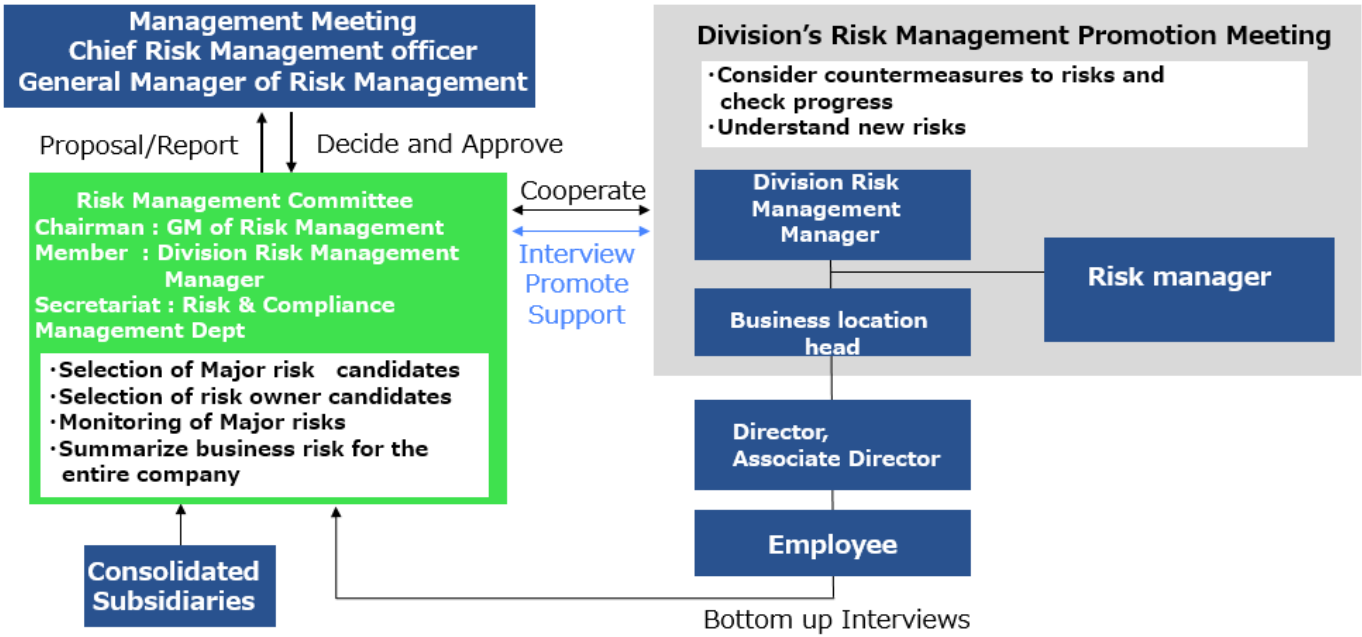 Management Meeting
Chief Risk Management officer
General Manager of Risk Management
Proposal/Report
Decide and Approve
Risk Management Committee
Chairman : GM of Risk Management
Member : Division Risk Management
Manager
Secretariat : Risk & Compliance
Management Dept
・Selection of Major risk candidates
・Selection of risk owner candidates
・Monitoring of Major risks
・Summarize business risk for the
entire company
Consolidated
Subsidiaries
Cooperate
Interview
Promote
Support
Division’s Risk Management Promotion Meeting
・Consider countermeasures to risks and
check progress
・Understand new risks
Division Risk
Management
Manager
Risk manager
Business location
head
Director,
Associate Director
Employee
Bottom up Interviews